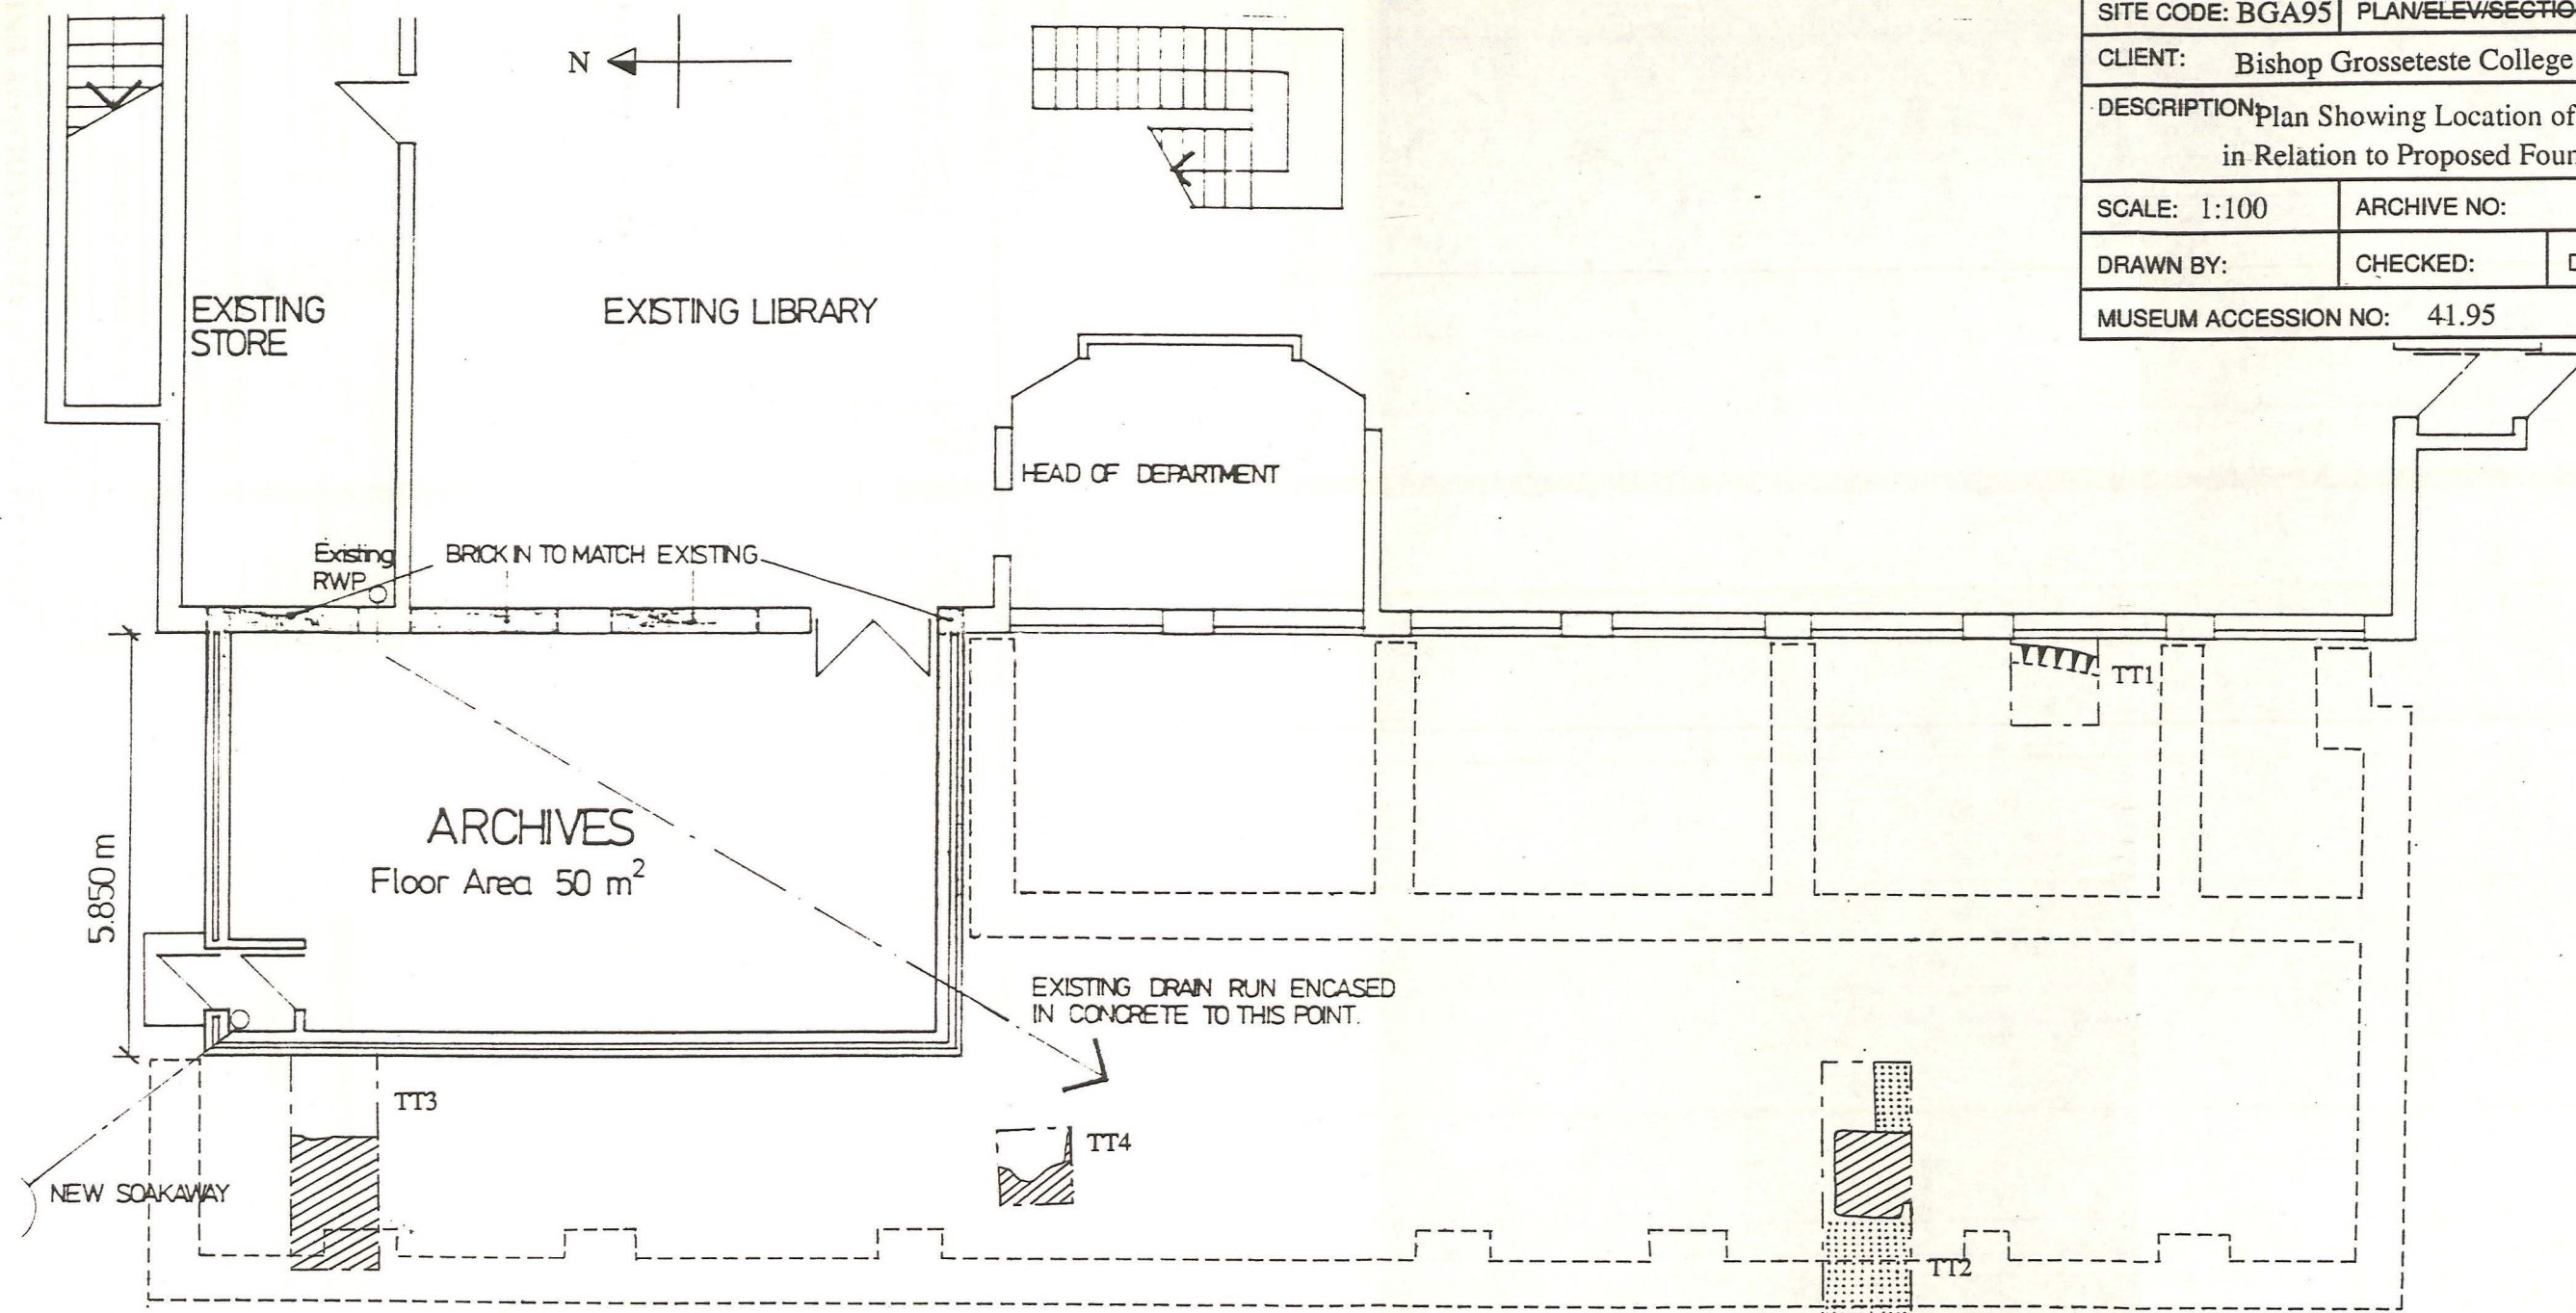 SITE CODE: BGA95 PLAN/ELEV/SECTIO
CLIENT: Bishop Grosseteste College
DESCRIPTION: Plan Showing Location of
in Relation to Proposed Foun
SCALE: 1:100 ARCHIVE NO:
DRAWN BY: CHECKED: D
MUSEUM ACCESSION NO: 41.95
N
EXISTING
STORE
EXISTING LIBRARY
HEAD OF DEPARTMENT
Existing
RWP
BRICK IN TO MATCH EXISTING
TT1
ARCHIVES
Floor Area 50 m²
5.850 m
EXISTING DRAIN RUN ENCASED
IN CONCRETE TO THIS POINT.
TT3
TT4
NEW SOAKAWAY
TT2